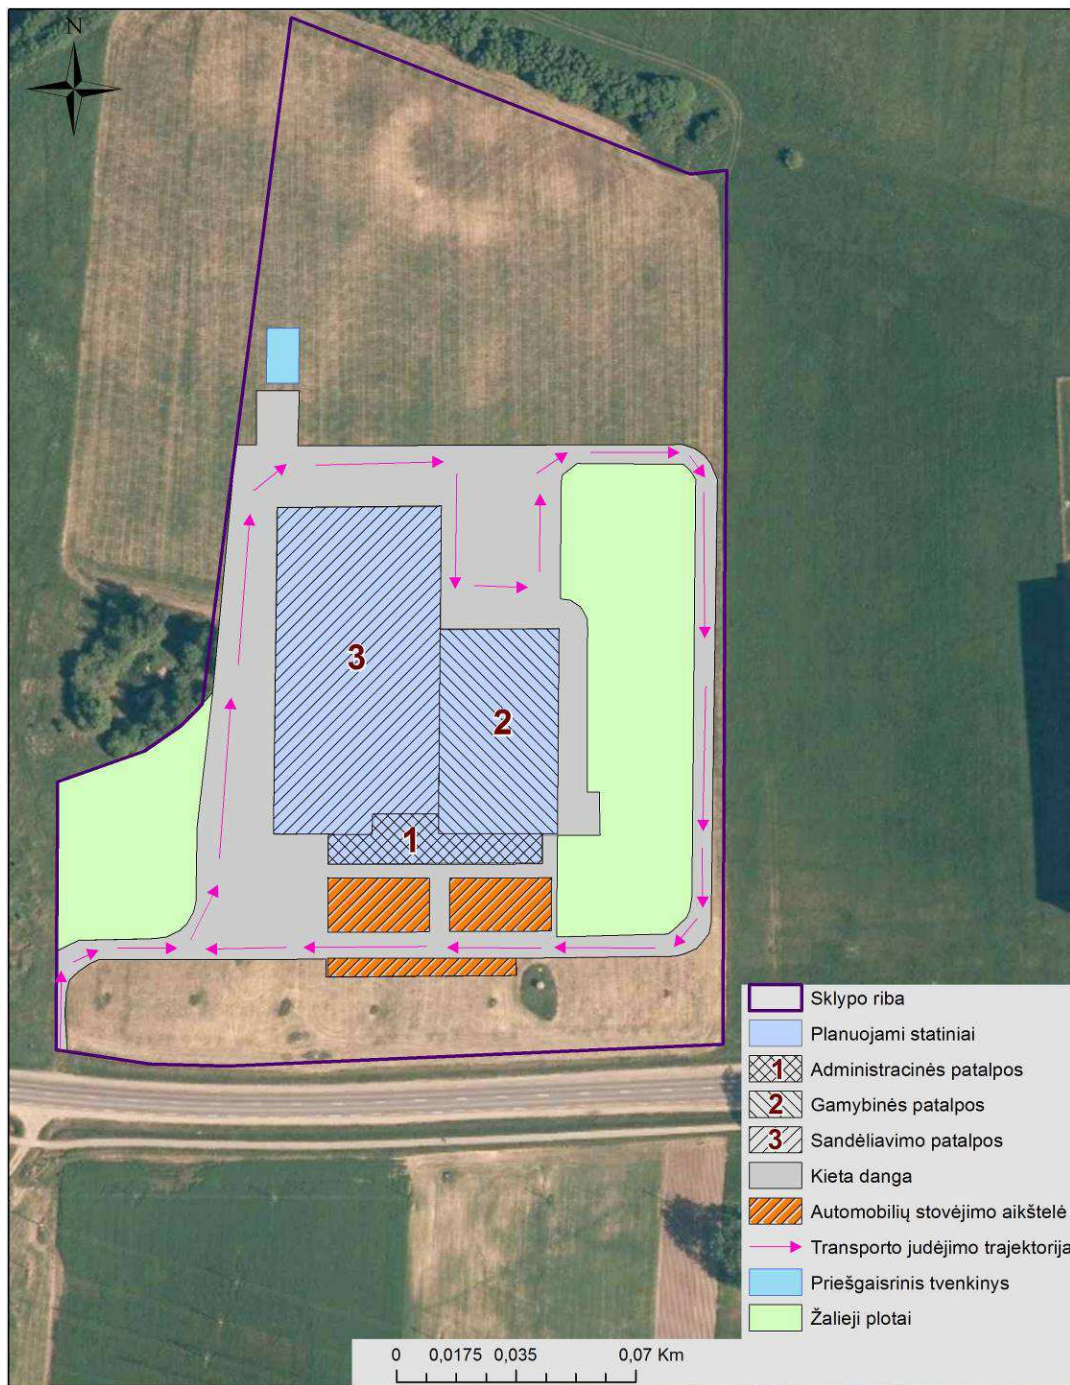 N
3
2
1
Sklypo riba
Planuojami statiniai
1 Administracinės patalpos
2 Gamybinės patalpos
3 Sandėliavimo patalpos
Kieta danga
Automobilių stovėjimo aikštelė
Transporto judėjimo trajektorija
Priešgaisrinis tvenkinys
Žalieji plotai
0 0,0175 0,035 0,07 Km